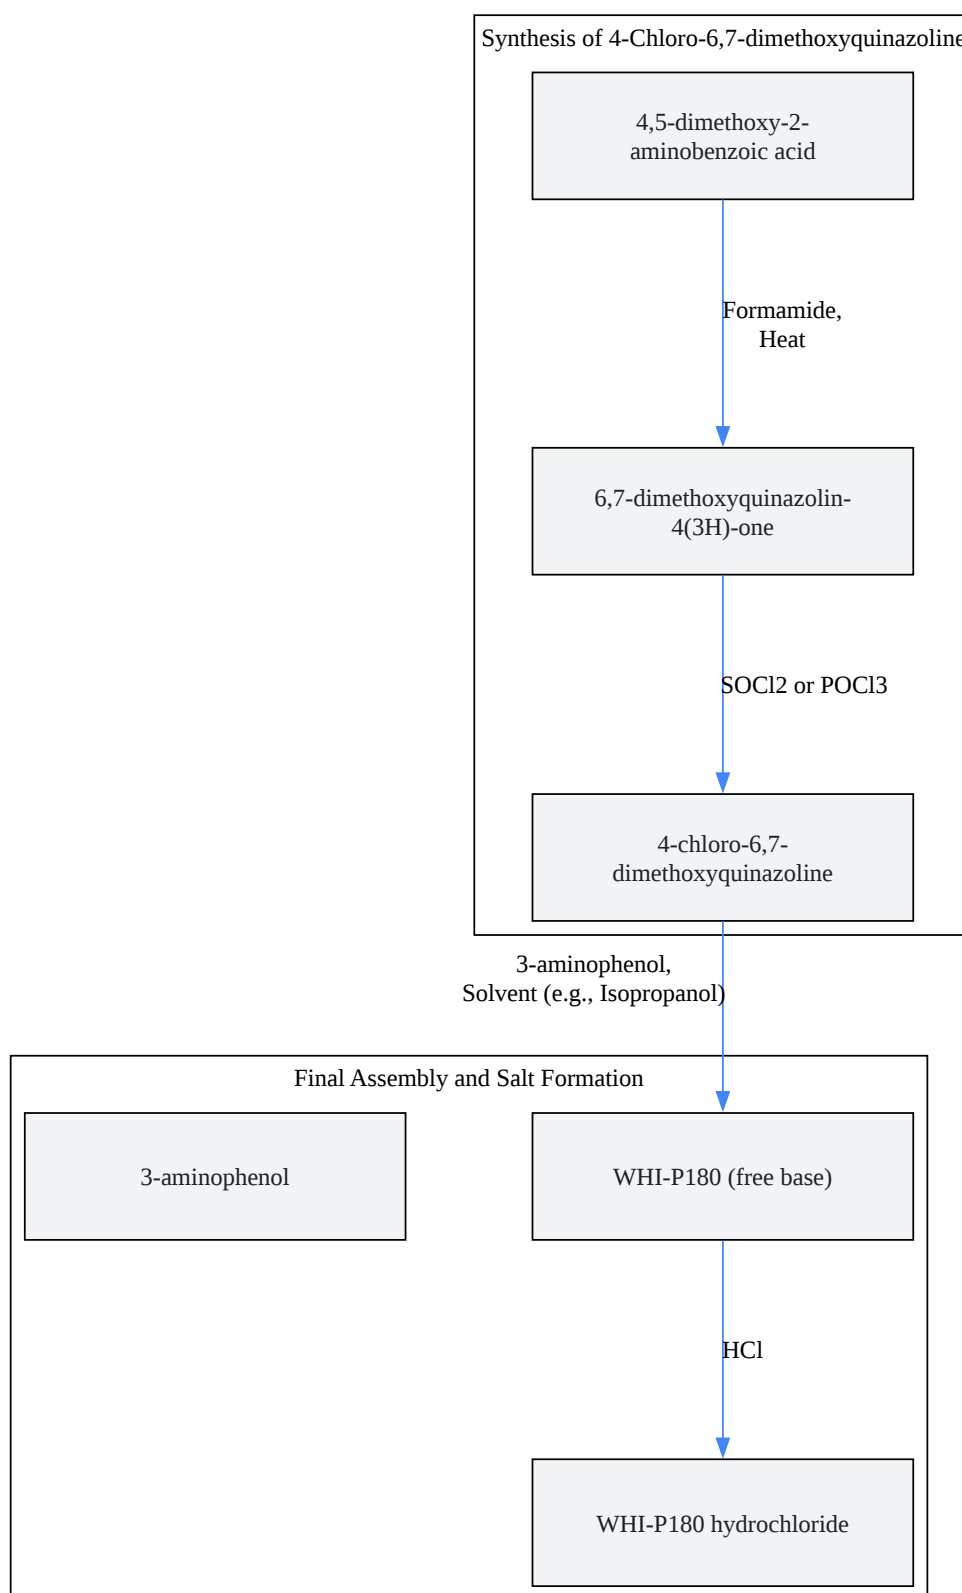 Synthesis of 4-Chloro-6,7-dimethoxyquinazoline
4,5-dimethoxy-2-
aminobenzoic acid
Formamide,
Heat
6,7-dimethoxyquinazolin-
4(3H)-one
SOCl2 or POCl3
4-chloro-6,7-
dimethoxyquinazoline
3-aminophenol,
Solvent (e.g., Isopropanol)
Final Assembly and Salt Formation
3-aminophenol
WHI-P180 (free base)
HCl
WHI-P180 hydrochloride